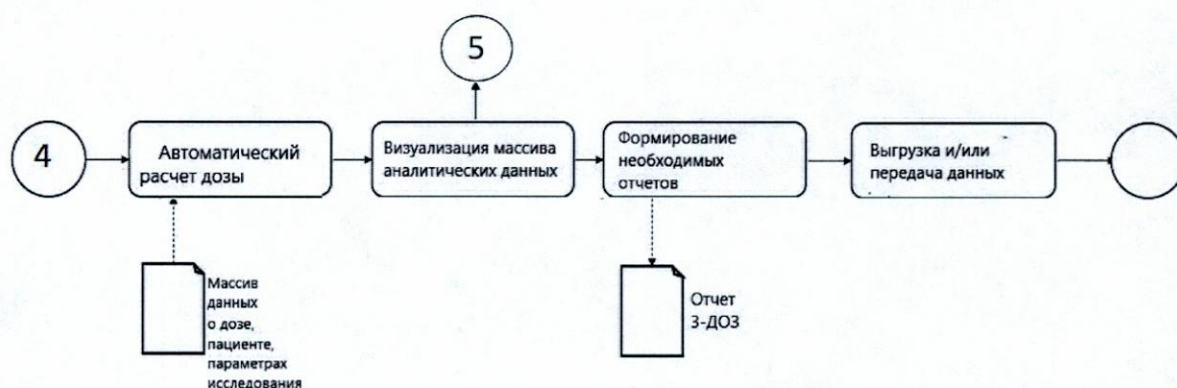 5
4
Автоматический
расчет дозы
Визуализация массива
аналитических данных
Формирование
необходимых
отчетов
Выгрузка и/или
передача данных
Массив
данных
о дозе,
пациенте,
параметрах
исследования
Отчет
3-ДОЗ